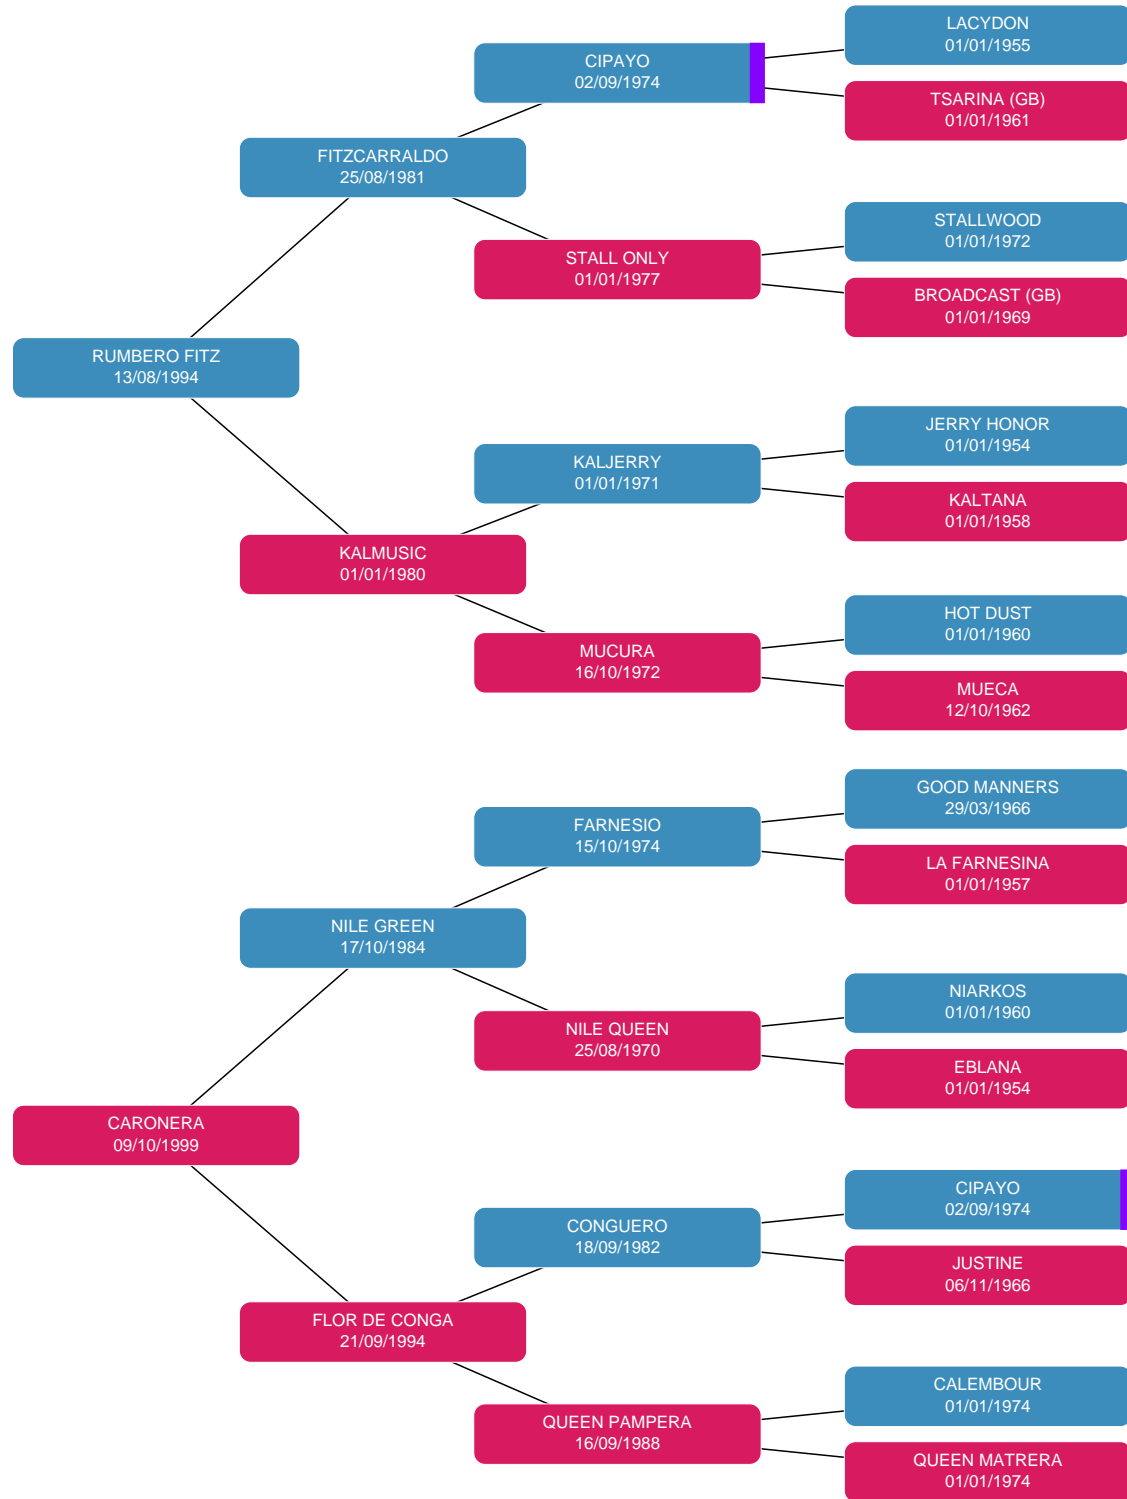 LACYDON
01/01/1955
CIPAYO
02/09/1974
TSARINA (GB)
01/01/1961
FITZCARRALDO
25/08/1981
STALLWOOD
01/01/1972
STALL ONLY
01/01/1977
BROADCAST (GB)
01/01/1969
RUMBERO FITZ
13/08/1994
JERRY HONOR
01/01/1954
KALJERRY
01/01/1971
KALTANA
01/01/1958
KALMUSIC
01/01/1980
HOT DUST
01/01/1960
MUCURA
16/10/1972
MUECA
12/10/1962
GOOD MANNERS
29/03/1966
FARNESIO
15/10/1974
LA FARNESINA
01/01/1957
NILE GREEN
17/10/1984
NIARKOS
01/01/1960
NILE QUEEN
25/08/1970
EBLANA
01/01/1954
CARONERA
09/10/1999
CIPAYO
02/09/1974
CONGUERO
18/09/1982
JUSTINE
06/11/1966
FLOR DE CONGA
21/09/1994
CALEMBOUR
01/01/1974
QUEEN PAMPERA
16/09/1988
QUEEN MATRERA
01/01/1974